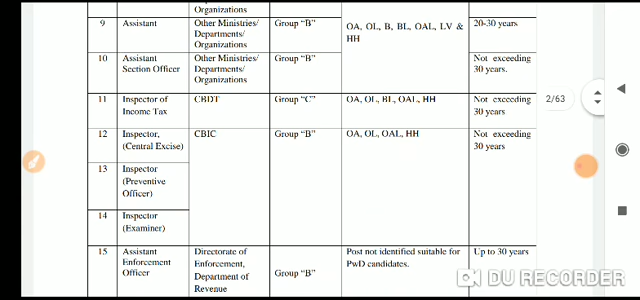 Organizations
9 Assistant Other Ministries/ Departments/ Organizations Group “B” OA, OL, B, BL, OAL, LV & HH 20-30 years
10 Assistant Section Officer Other Ministries/ Departments/ Organizations Group “B” Not exceeding 30 years.
11 Inspector of Income Tax CBDT Group “C” OA, OL, BL, OAL, HH Not exceeding 30 years
12 Inspector, (Central Excise) CBIC Group “B” OA, OL, OAL, HH Not exceeding 30 years
13 Inspector (Preventive Officer)
14 Inspector (Examiner)
15 Assistant Enforcement Officer Directorate of Enforcement, Department of Revenue Group “B” Post not identified suitable for PwD candidates. Up to 30 years
2/63
DU RECORDER